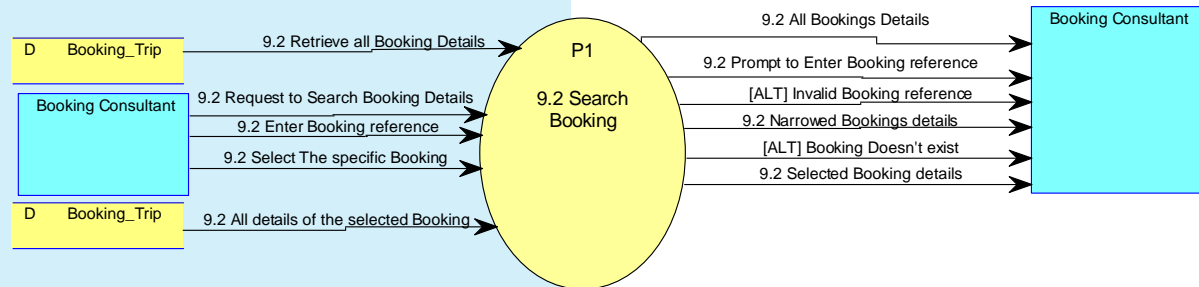 D Booking_Trip
9.2 Retrieve all Booking Details
Booking Consultant
9.2 Request to Search Booking Details
9.2 Enter Booking reference
9.2 Select The specific Booking
D Booking_Trip
9.2 All details of the selected Booking
P1
9.2 Search
Booking
9.2 All Bookings Details
9.2 Prompt to Enter Booking reference
[ALT] Invalid Booking reference
9.2 Narrowed Bookings details
[ALT] Booking Doesn't exist
9.2 Selected Booking details
Booking Consultant